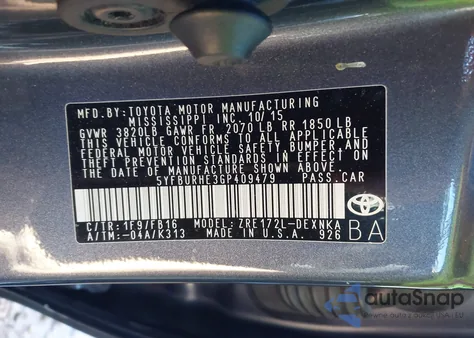 MFD.BY: TOYOTA MOTOR MANUFACTURING
MISSISSIPPI, INC. 10/15
GVWR 3820LB GAWR FR 2070 LB RR 1850 LB
THIS VEHICLE CONFORMS TO ALL APPLICABLE
FEDERAL MOTOR VEHICLE SAFETY, BUMPER, AND
THEFT PREVENTION STANDARDS IN EFFECT ON
THE DATE OF MANUFACTURE SHOWN ABOVE.
5YFBURHE3GP409479 PASS.CAR
C/TR: 1F9/FB16 MODEL: ZRE172L-DEXNKA
A/TM: -04A/K313 MADE IN U.S.A. 926
BA
autoSnap